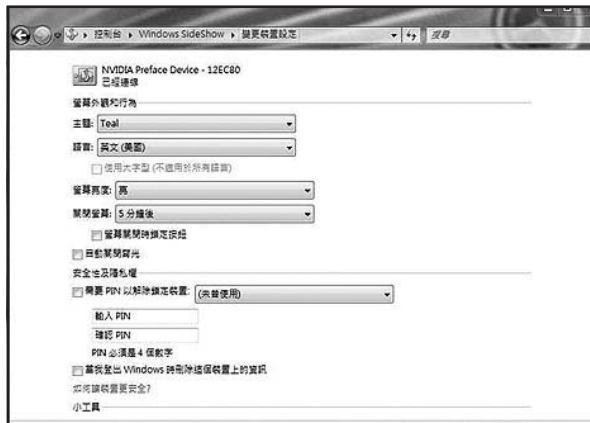 控制台 ▸ Windows SideShow ▸ 變更裝置設定 搜尋
NVIDIA Preface Device - 12EC80
已經連線
螢幕外觀和行為
主題: Teal
語言: 英文 (美國)
使用大字型 (不適用於所有語言)
螢幕亮度: 亮
關閉螢幕: 5 分鐘後
螢幕關閉時鎖定按鈕
自動關閉背光
安全性及隱私權
需要 PIN 以解除鎖定裝置: (未曾使用)
輸入 PIN
確認 PIN
PIN 必須是 4 個數字
當我登出 Windows 時刪除這個裝置上的資訊
如何讓裝置更安全?
小工具